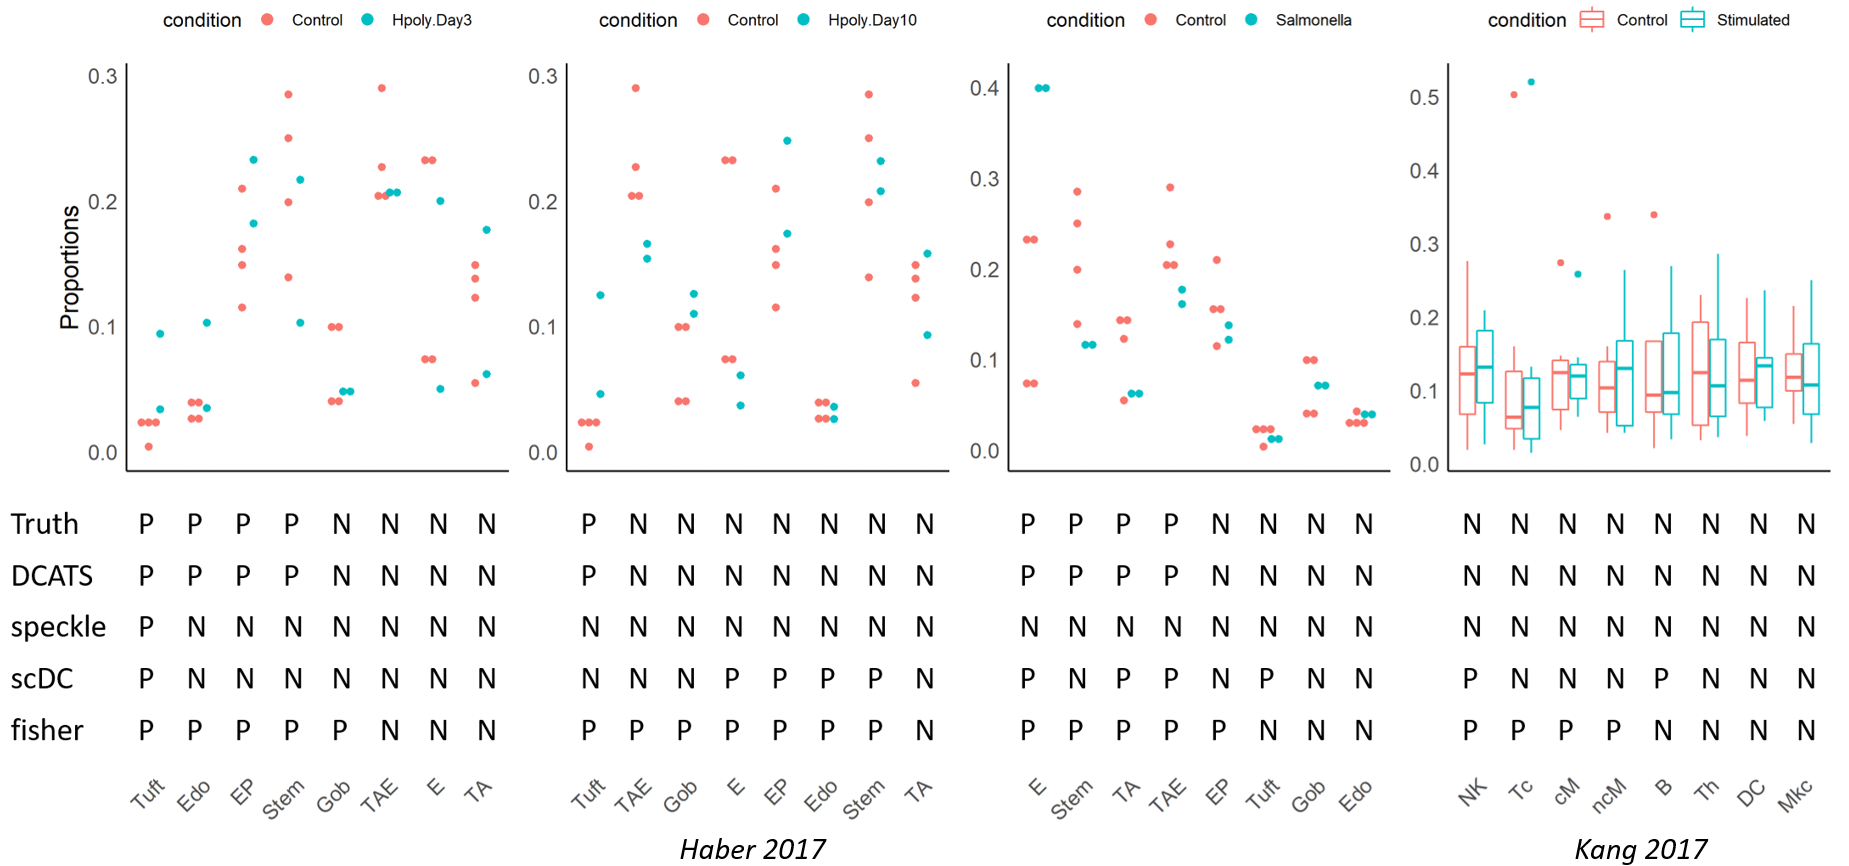 condition Control Hpoly.Day3 condition Control Hpoly.Day10 condition Control Salmonella condition Control Stimulated
Proportions
0.3
0.2
0.1
0.0
0.3
0.2
0.1
0.0
0.4
0.3
0.2
0.1
0.0
0.5
0.4
0.3
0.2
0.1
0.0
Truth P P P P N N N N P N N N N N N N P P P P N N N N N N N N N N N N
DCATS P P P P N N N N P N N N N N N N P P P P N N N N N N N N N N N N
speckle P N N N N N N N N N N N N N N N N N N N N N N N N N N N N N N N
scDC P N N N N N N N N N N P P P P N P N P P N P N N P N N N P N N N
fisher P P P P P N N N P P P P P P P N P P P P P N N N P P P P N N N N
Tuft Edo EP Stem Gob TAE E TA Tuft TAE Gob E EP Edo Stem TA E Stem TA TAE EP Tuft Gob Edo NK Tc cM ncM B Th DC Mkc
Haber 2017 Kang 2017